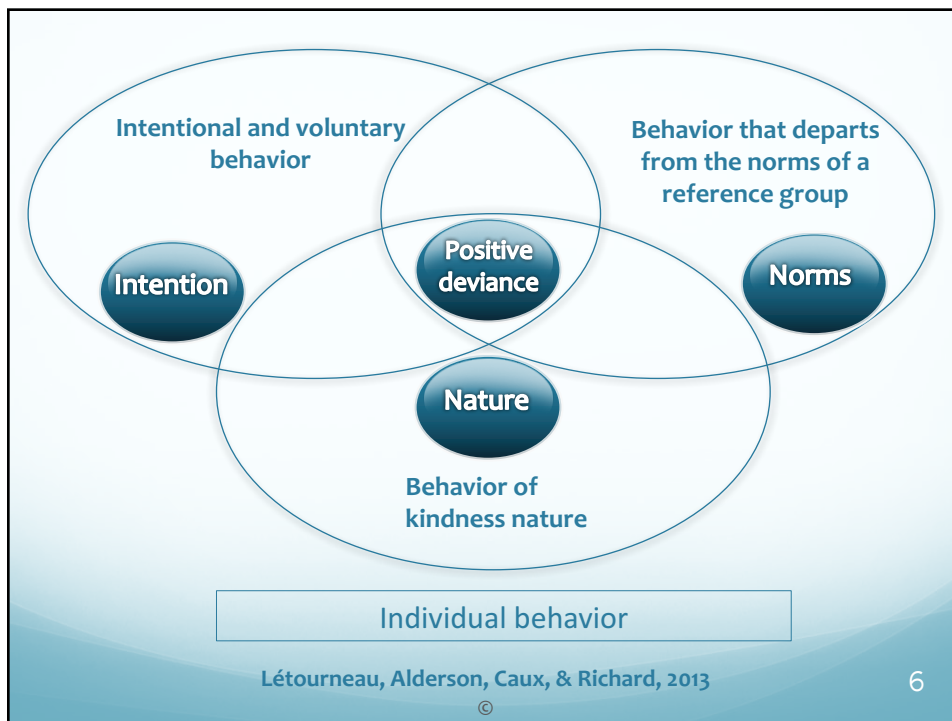 Intentional and voluntary
behavior
Behavior that departs
from the norms of a
reference group
Intention
Positive
deviance
Norms
Nature
Behavior of
kindness nature
Individual behavior
Létourneau, Alderson, Caux, & Richard, 2013
©
6